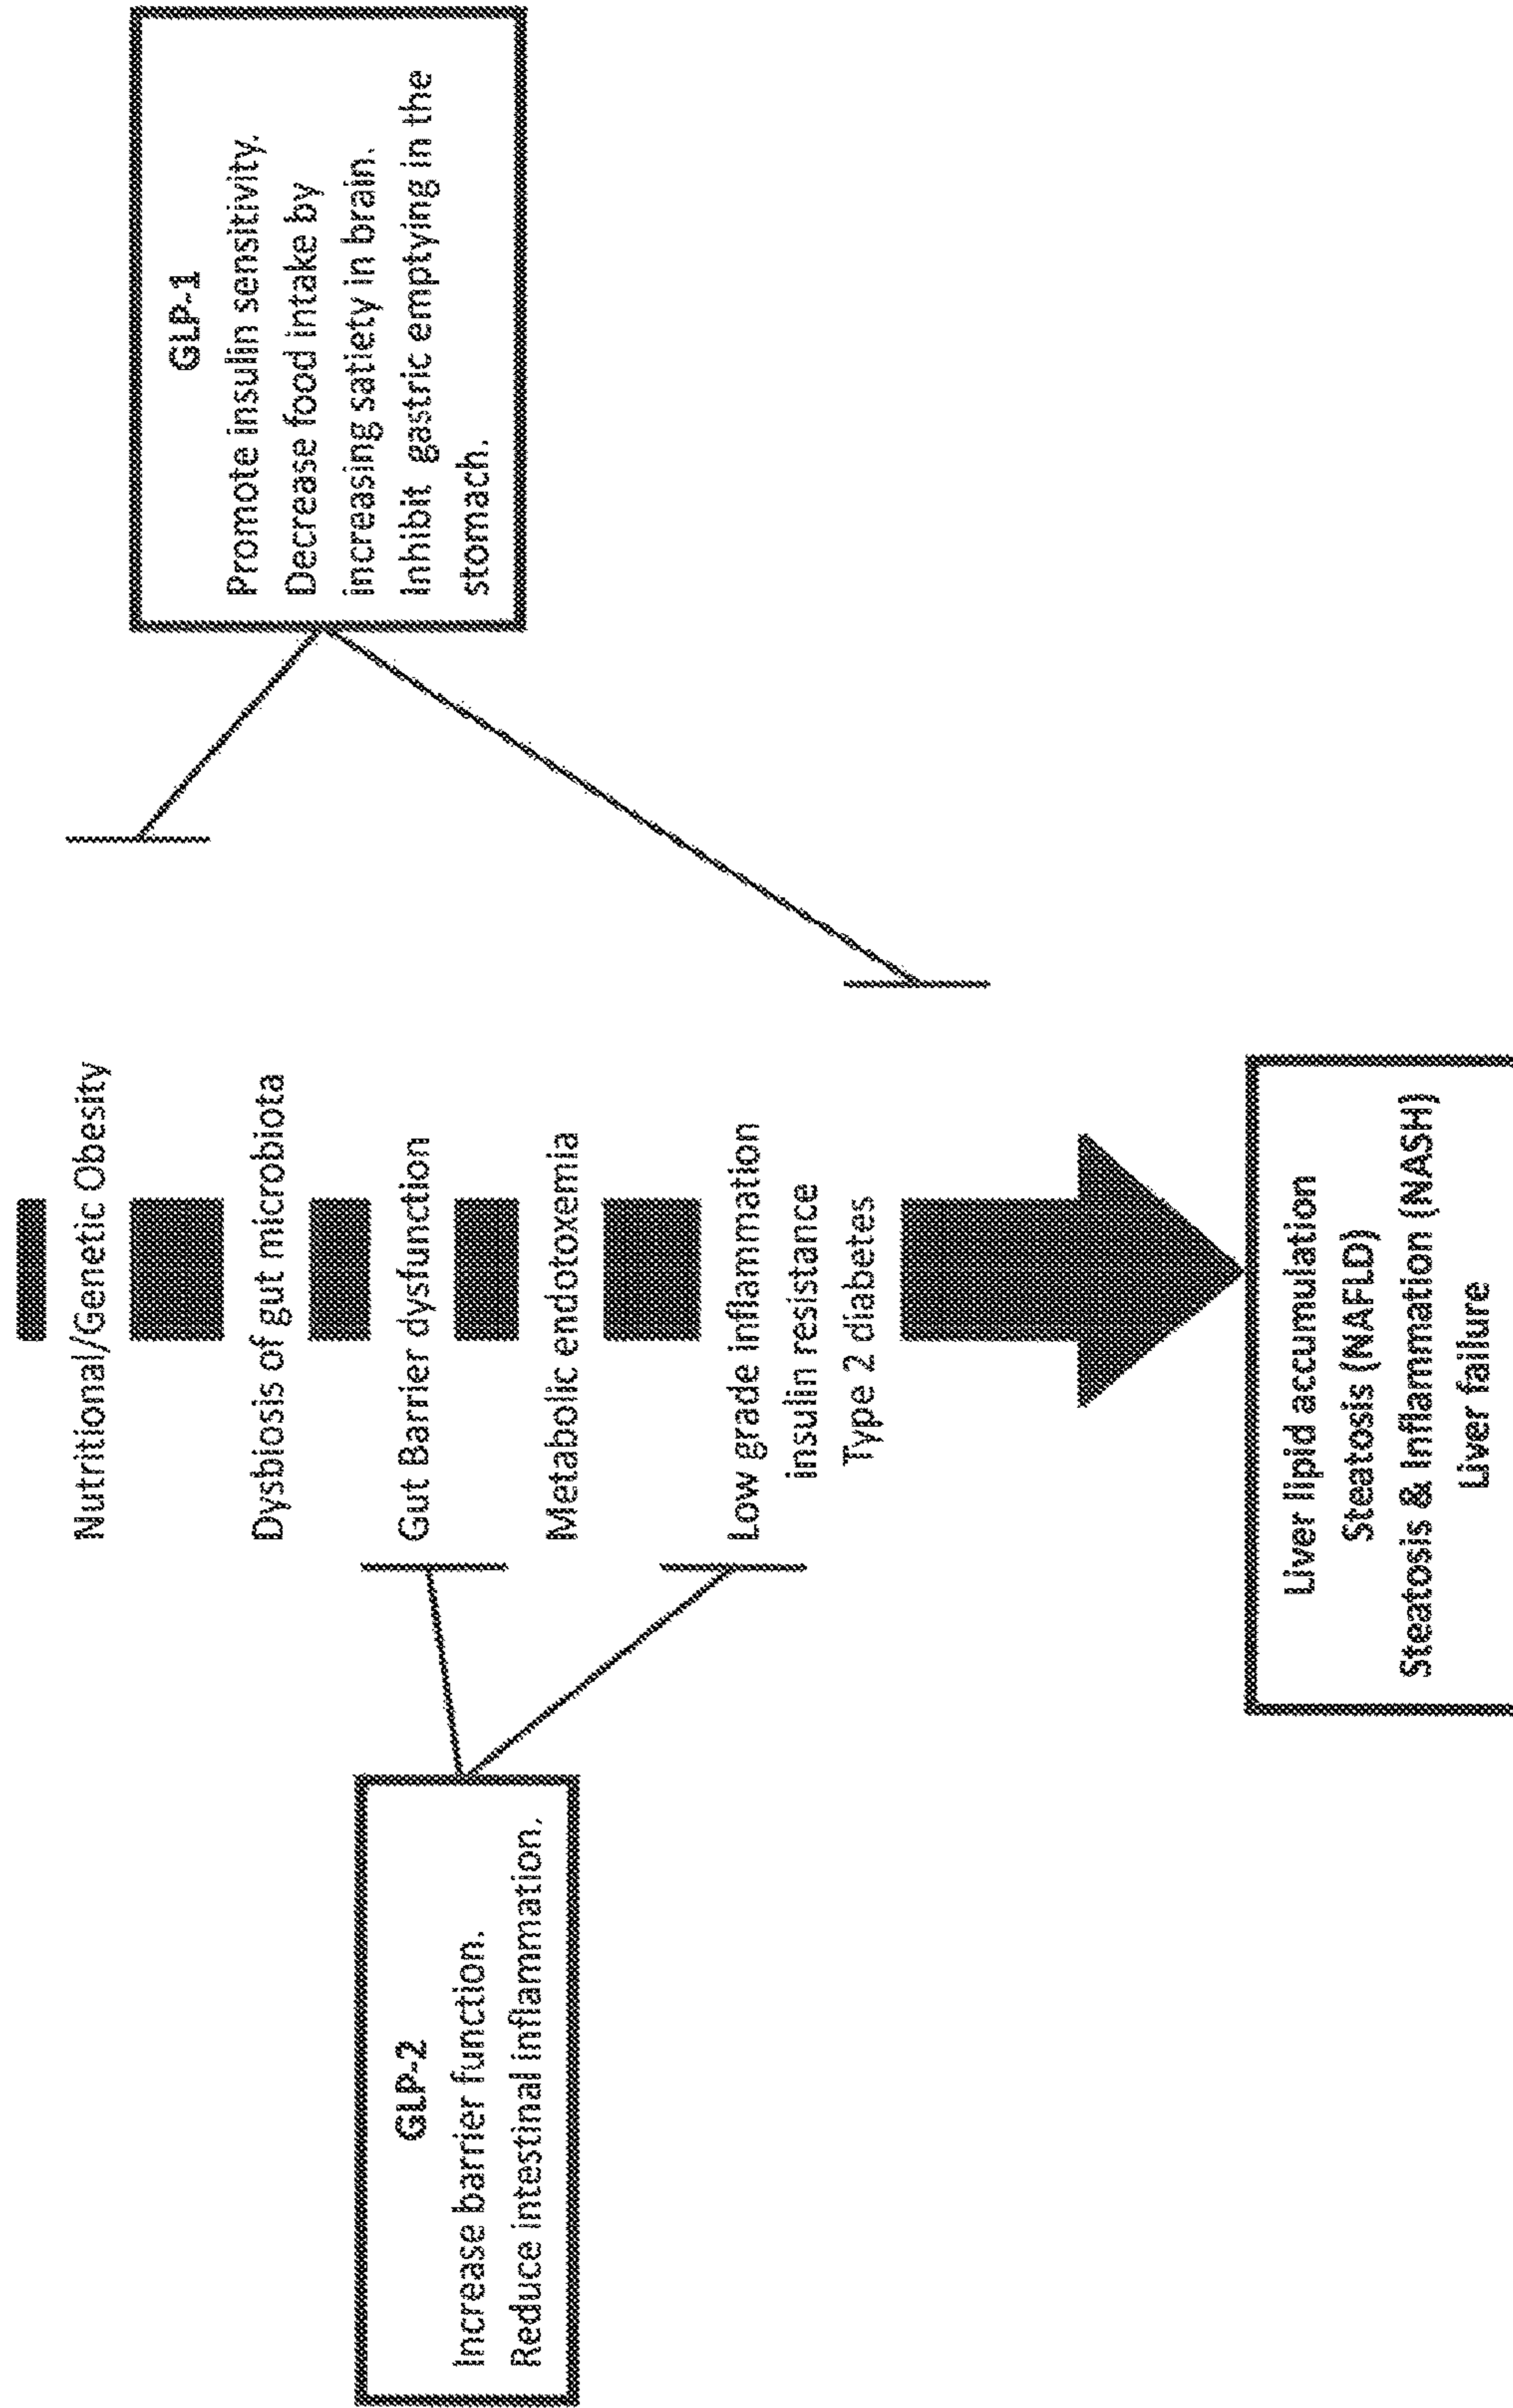 Nutritional/Genetic Obesity
Dysbiosis of gut microbiota
Gut Barrier dysfunction
Metabolic endotoxemia
Low grade inflammation
insulin resistance
Type 2 diabetes
GLP-2
Increase barrier function.
Reduce intestinal inflammation.
GLP-1
Promote insulin sensitivity.
Decrease food intake by
increasing satiety in brain.
Inhibit gastric emptying in the
stomach.
Liver lipid accumulation
Steatosis (NAFLD)
Steatosis & Inflammation (NASH)
Liver failure